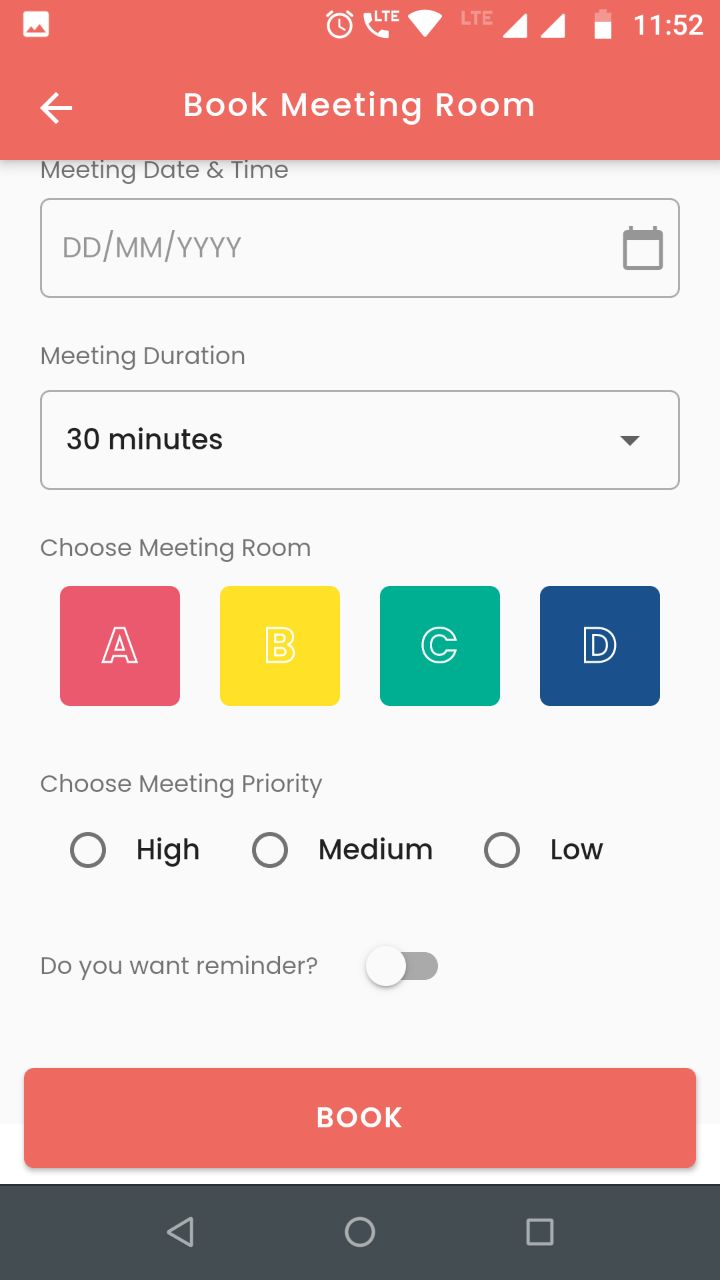 LTE LTE 11:52
Book Meeting Room
Meeting Date & Time
DD/MM/YYYY
Meeting Duration
30 minutes
Choose Meeting Room
A B C D
Choose Meeting Priority
High Medium Low
Do you want reminder?
BOOK